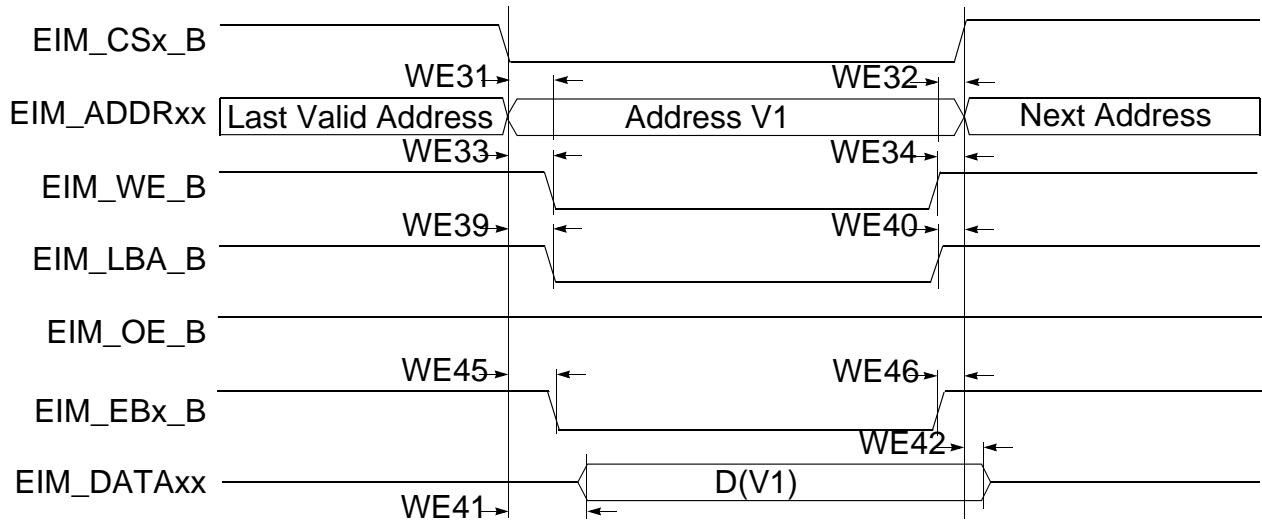 EIM_CSx_B
WE31 WE32
EIM_ADDRxx Last Valid Address Address V1 Next Address
WE33 WE34
EIM_WE_B
WE39 WE40
EIM_LBA_B
EIM_OE_B
WE45 WE46
EIM_EBx_B
WE42
EIM_DATAxx D(V1)
WE41